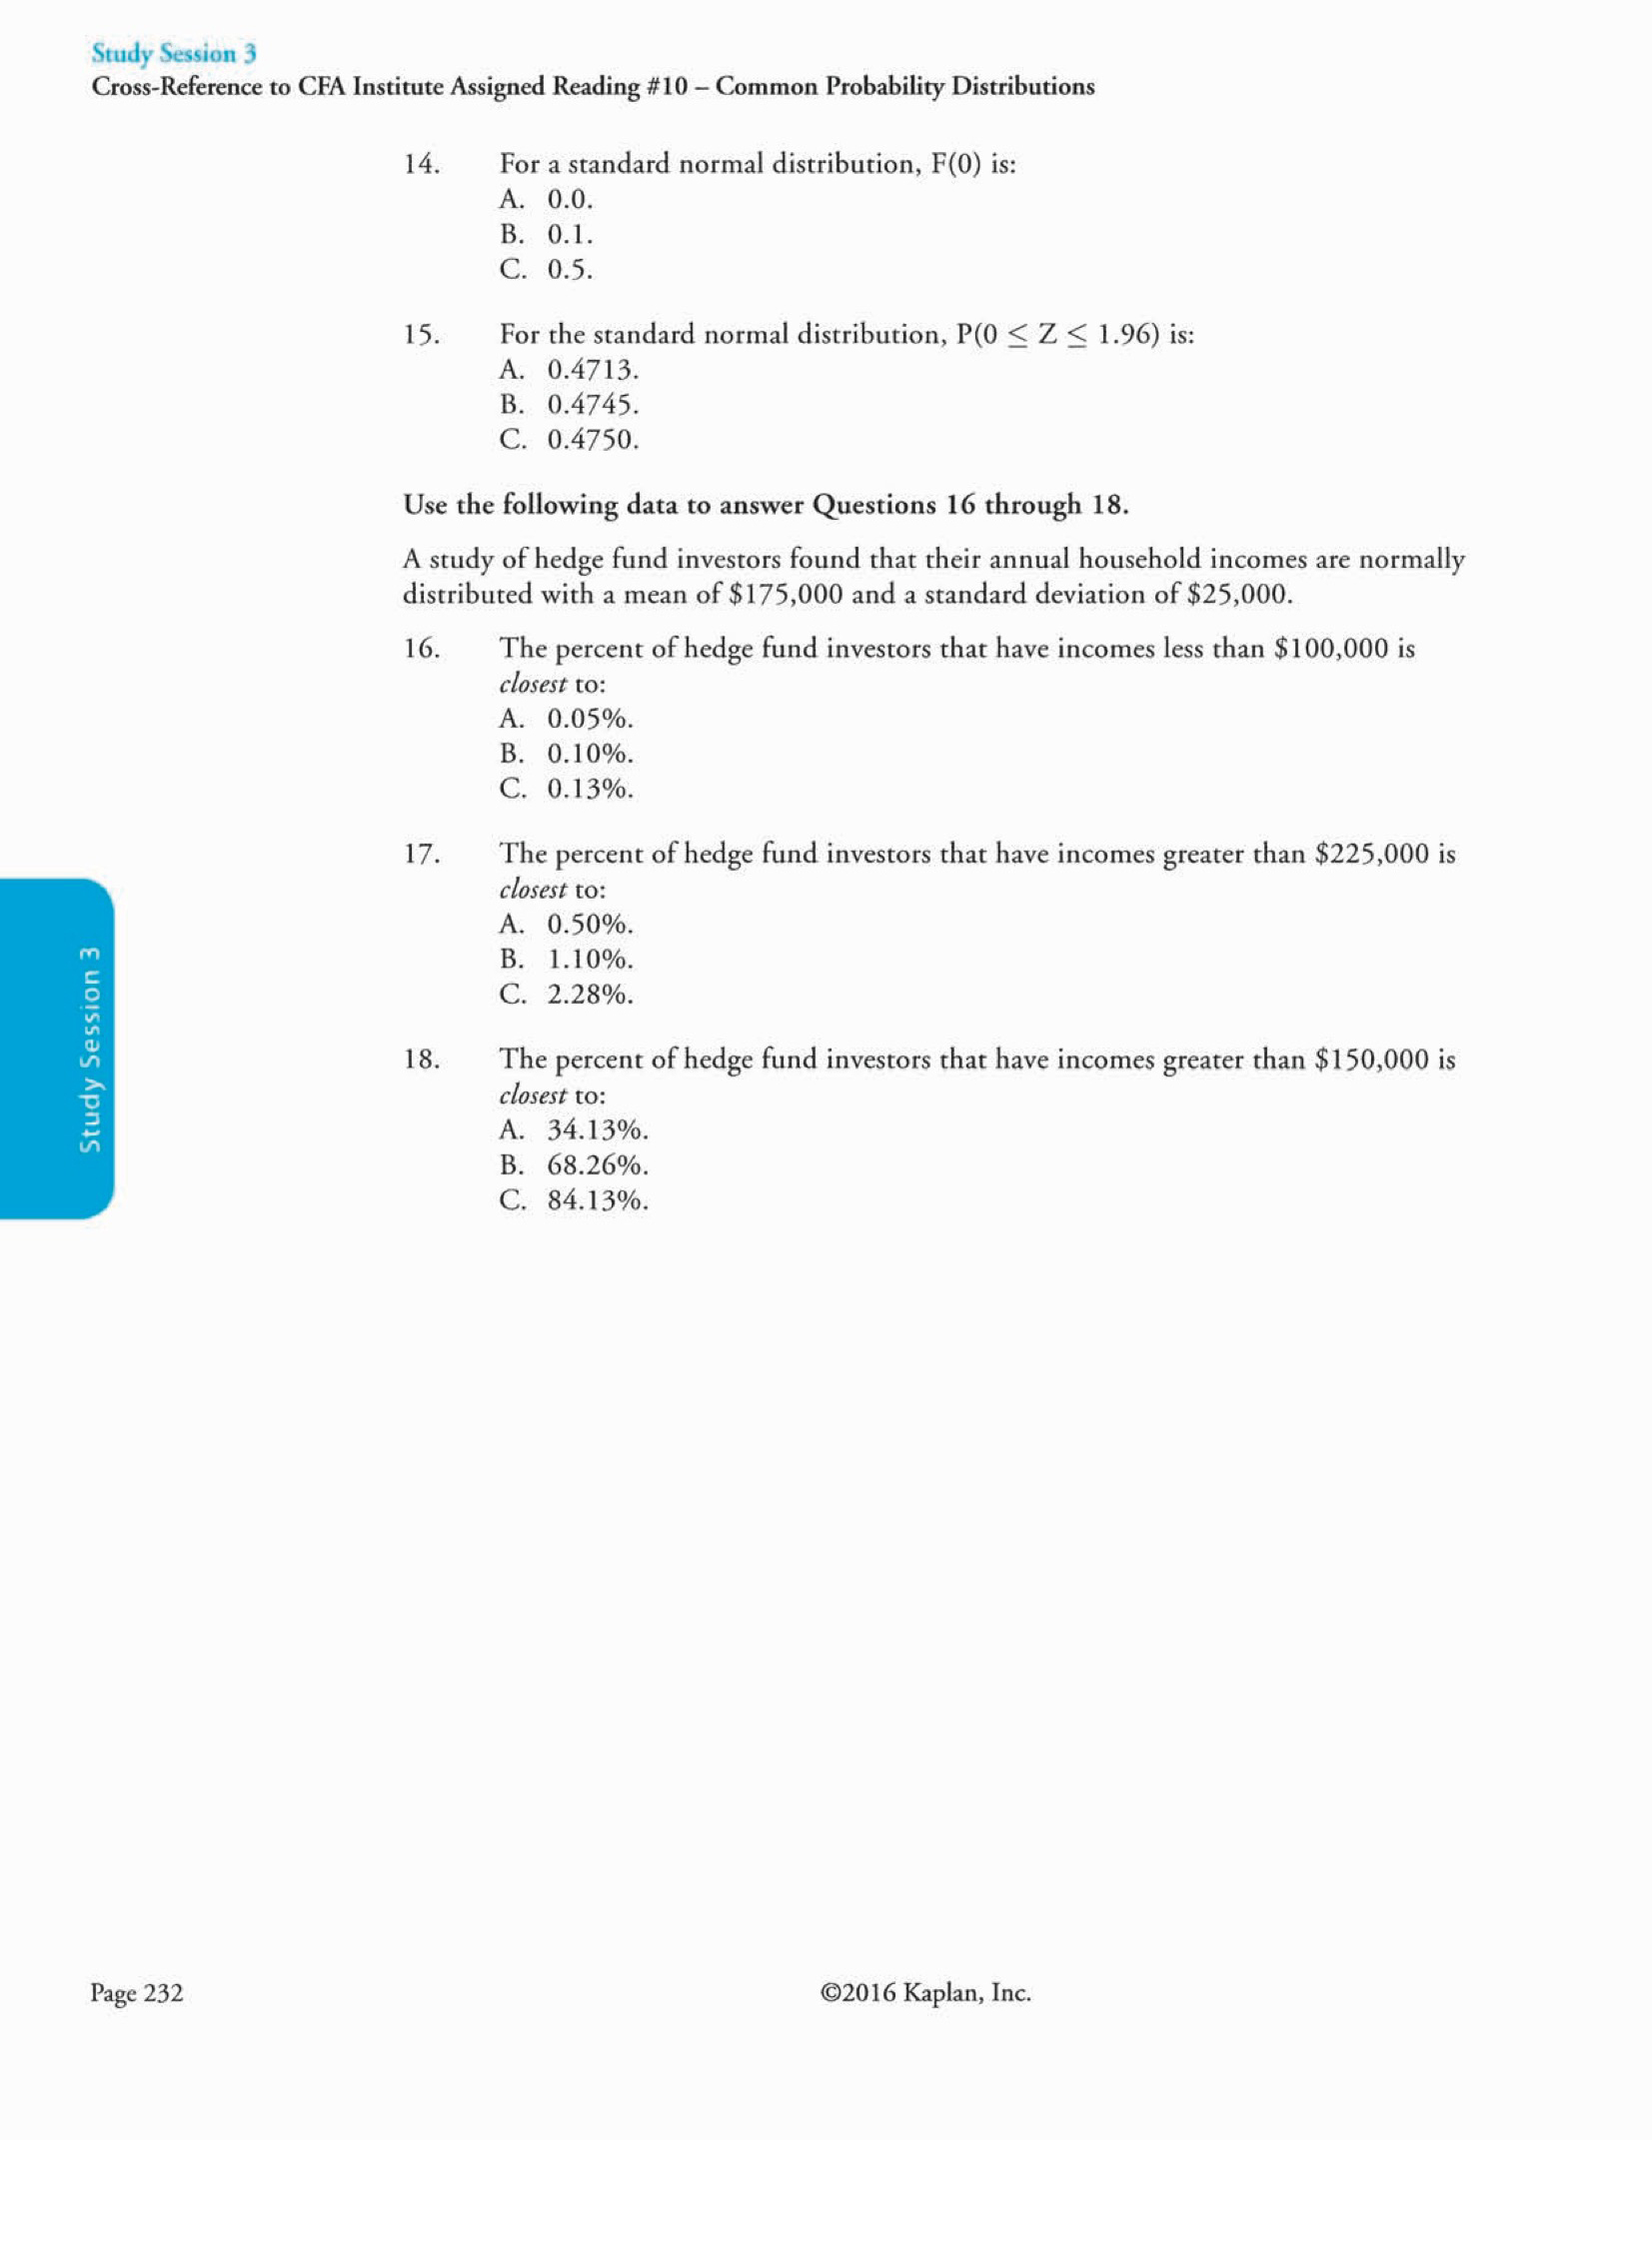 Study Session 3
Cross-Reference to CFA Institute Assigned Reading #10 – Common Probability Distributions
14. For a standard normal distribution, F(0) is:
A. 0.0.
B. 0.1.
C. 0.5.
15. For the standard normal distribution, P(0 ≤ Z ≤ 1.96) is:
A. 0.4713.
B. 0.4745.
C. 0.4750.
Use the following data to answer Questions 16 through 18.
A study of hedge fund investors found that their annual household incomes are normally
distributed with a mean of $175,000 and a standard deviation of $25,000.
16. The percent of hedge fund investors that have incomes less than $100,000 is
closest to:
A. 0.05%.
B. 0.10%.
C. 0.13%.
17. The percent of hedge fund investors that have incomes greater than $225,000 is
closest to:
A. 0.50%.
B. 1.10%.
C. 2.28%.
18. The percent of hedge fund investors that have incomes greater than $150,000 is
closest to:
A. 34.13%.
B. 68.26%.
C. 84.13%.
Study Session 3
Page 232 ©2016 Kaplan, Inc.